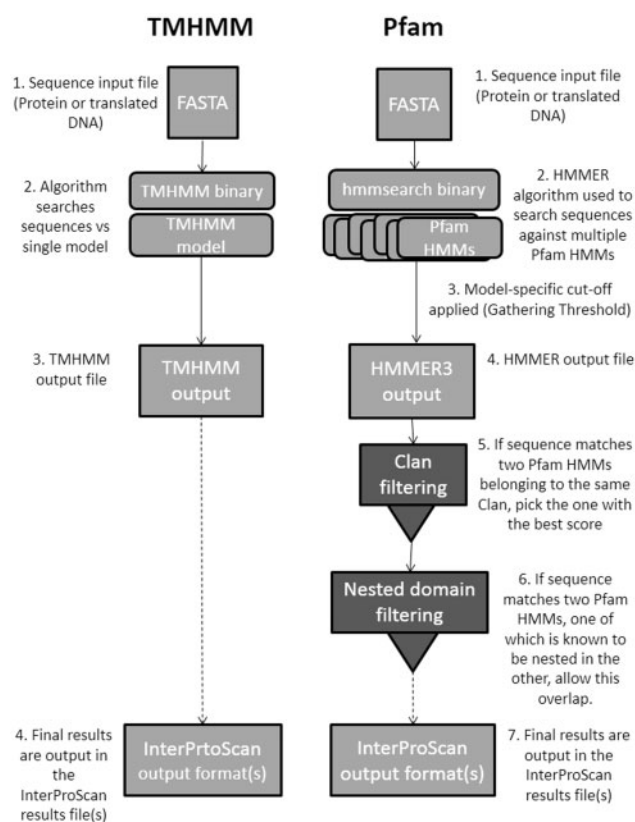 TMHMM
1. Sequence input file
(Protein or translated
DNA)
FASTA
2. Algorithm
searches
sequences vs
single model
TMHMM binary
TMHMM
model
3. TMHMM
output file
TMHMM
output
4. Final results
are output in
the
InterProScan
results file(s)
InterPrtoScan
output format(s)
Pfam
1. Sequence input file
(Protein or translated
DNA)
FASTA
hmmsearch binary
Pfam
HMMs
2. HMMER
algorithm used to
search sequences
against multiple
Pfam HMMs
3. Model-specific cut-off
applied (Gathering Threshold)
HMMER3
output
4. HMMER output file
Clan
filtering
5. If sequence matches
two Pfam HMMs
belonging to the same
Clan, pick the one with
the best score
Nested domain
filtering
6. If sequence
matches two Pfam
HMMs, one of
which is known to
be nested in the
other, allow this
overlap.
InterProScan
output format(s)
7. Final results are
output in the
InterProScan
results file(s)